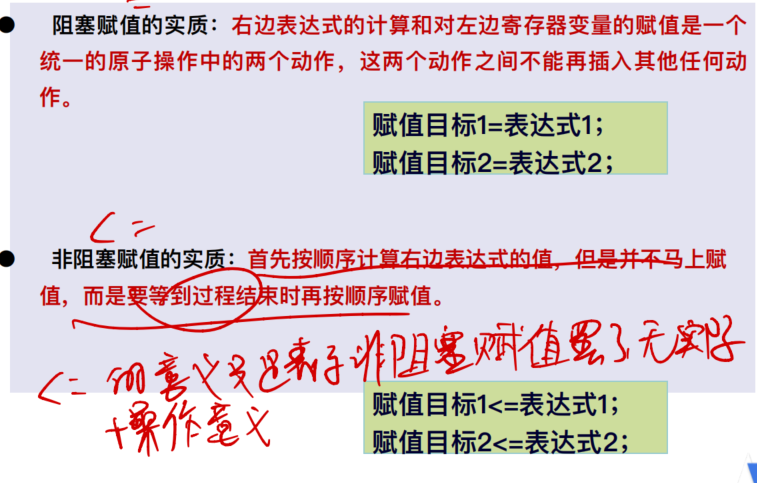 阻塞赋值的实质：右边表达式的计算和对左边寄存器变量的赋值是一个
统一的原子操作中的两个动作，这两个动作之间不能再插入其他任何动
作。
赋值目标1=表达式1；
赋值目标2=表达式2；
<=
非阻塞赋值的实质：首先按顺序计算右边表达式的值，但是并不马上赋
值，而是要等到过程结束时再按顺序赋值。
<= 的意义只是表示非阻塞赋值罢了,无实际
操作意义
赋值目标1<=表达式1；
赋值目标2<=表达式2；